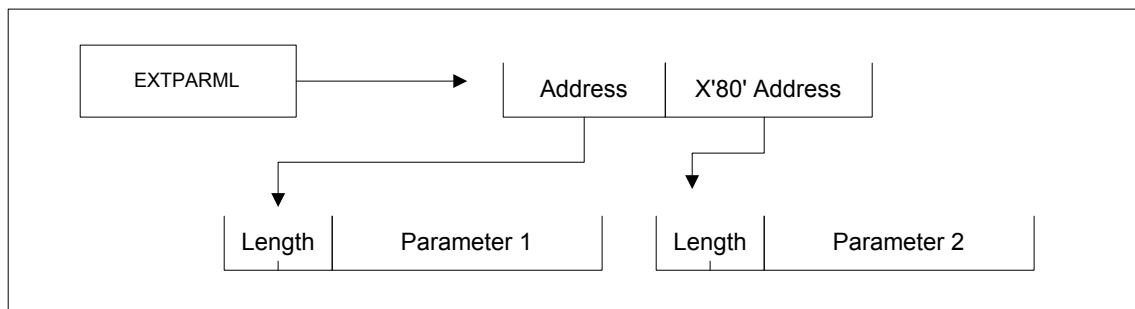 EXTPARML
Address X'80' Address
Length Parameter 1 Length Parameter 2